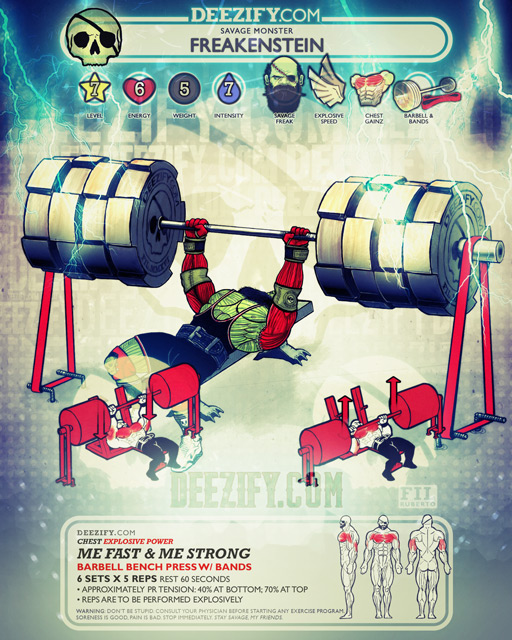 DEEZIFY.COM
SAVAGE MONSTER
FREAKENSTEIN
7 6 5 7
LEVEL ENERGY WEIGHT INTENSITY SAVAGE FREAK EXPLOSIVE SPEED CHEST GAINZ BARBELL & BANDS
DEEZIFY.COM
FIT
RUBERTO
DEEZIFY.COM
CHEST EXPLOSIVE POWER
ME FAST & ME STRONG
BARBELL BENCH PRESS W/ BANDS
6 SETS X 5 REPS REST 60 SECONDS
• APPROXIMATELY PR TENSION: 40% AT BOTTOM; 70% AT TOP
• REPS ARE TO BE PERFORMED EXPLOSIVELY
WARNING: DON'T BE STUPID. CONSULT YOUR PHYSICIAN BEFORE STARTING ANY EXERCISE PROGRAM.
SORENESS IS GOOD, PAIN IS BAD. STOP IMMEDIATELY. STAY SAVAGE, MY FRIENDS.